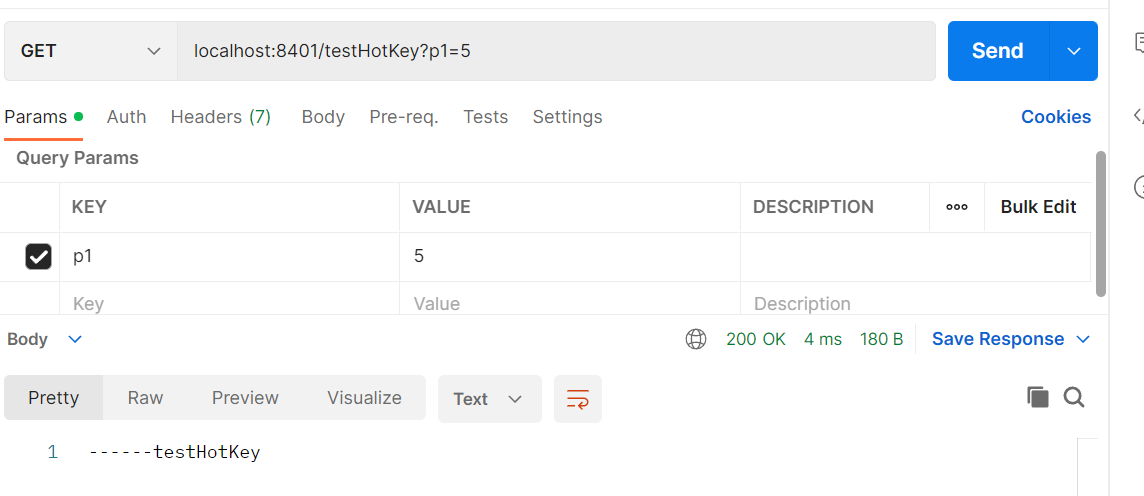 GET localhost:8401/testHotKey?p1=5 Send
Params Auth Headers (7) Body Pre-req. Tests Settings Cookies
Query Params
KEY VALUE DESCRIPTION ooo Bulk Edit
p1 5
Key Value Description
Body 200 OK 4 ms 180 B Save Response
Pretty Raw Preview Visualize Text
1 ------testHotKey